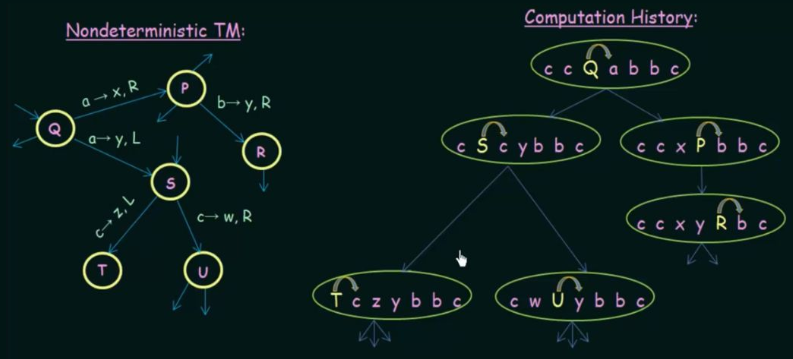 Nondeterministic TM:
Q
P
R
S
T
U
a → x, R
b → y, R
a → y, L
c → z, L
c → w, R
Computation History:
c c Q a b b c
c S c y b b c
c c x P b b c
c c x y R b c
T c z y b b c
c w U y b b c